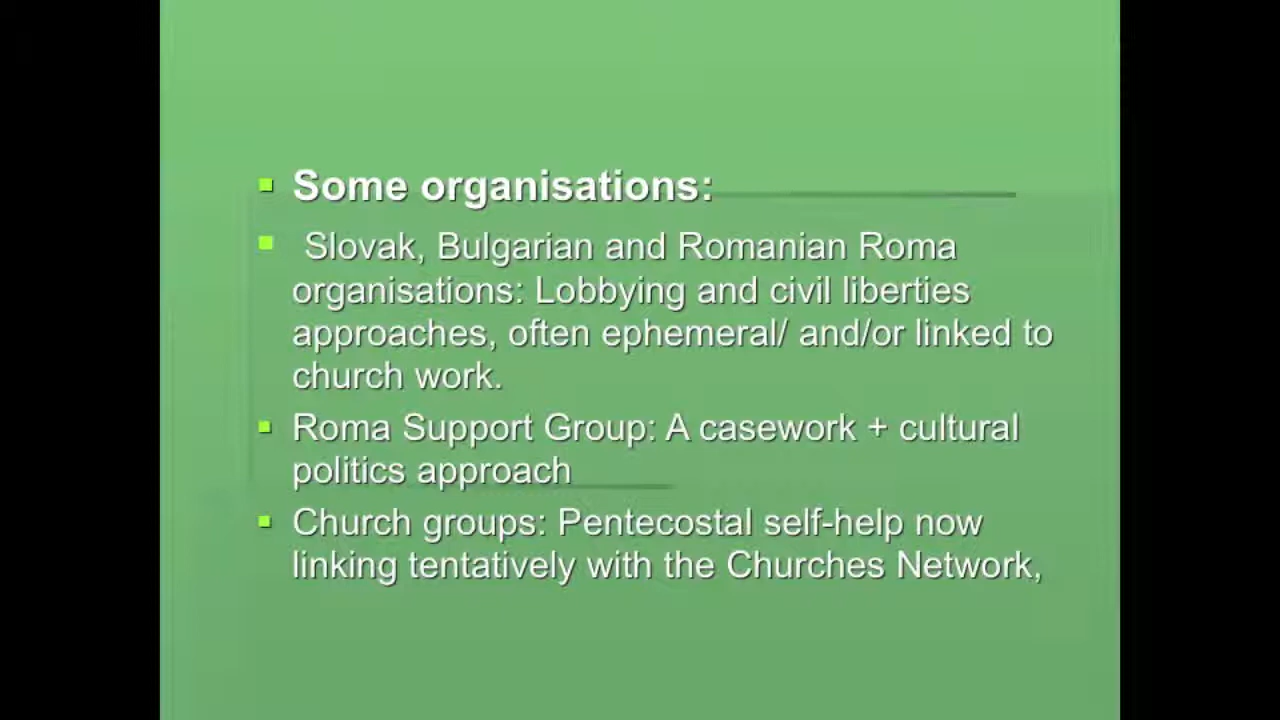 Some organisations:
Slovak, Bulgarian and Romanian Roma
organisations: Lobbying and civil liberties
approaches, often ephemeral/ and/or linked to
church work.
Roma Support Group: A casework + cultural
politics approach
Church groups: Pentecostal self-help now
linking tentatively with the Churches Network,